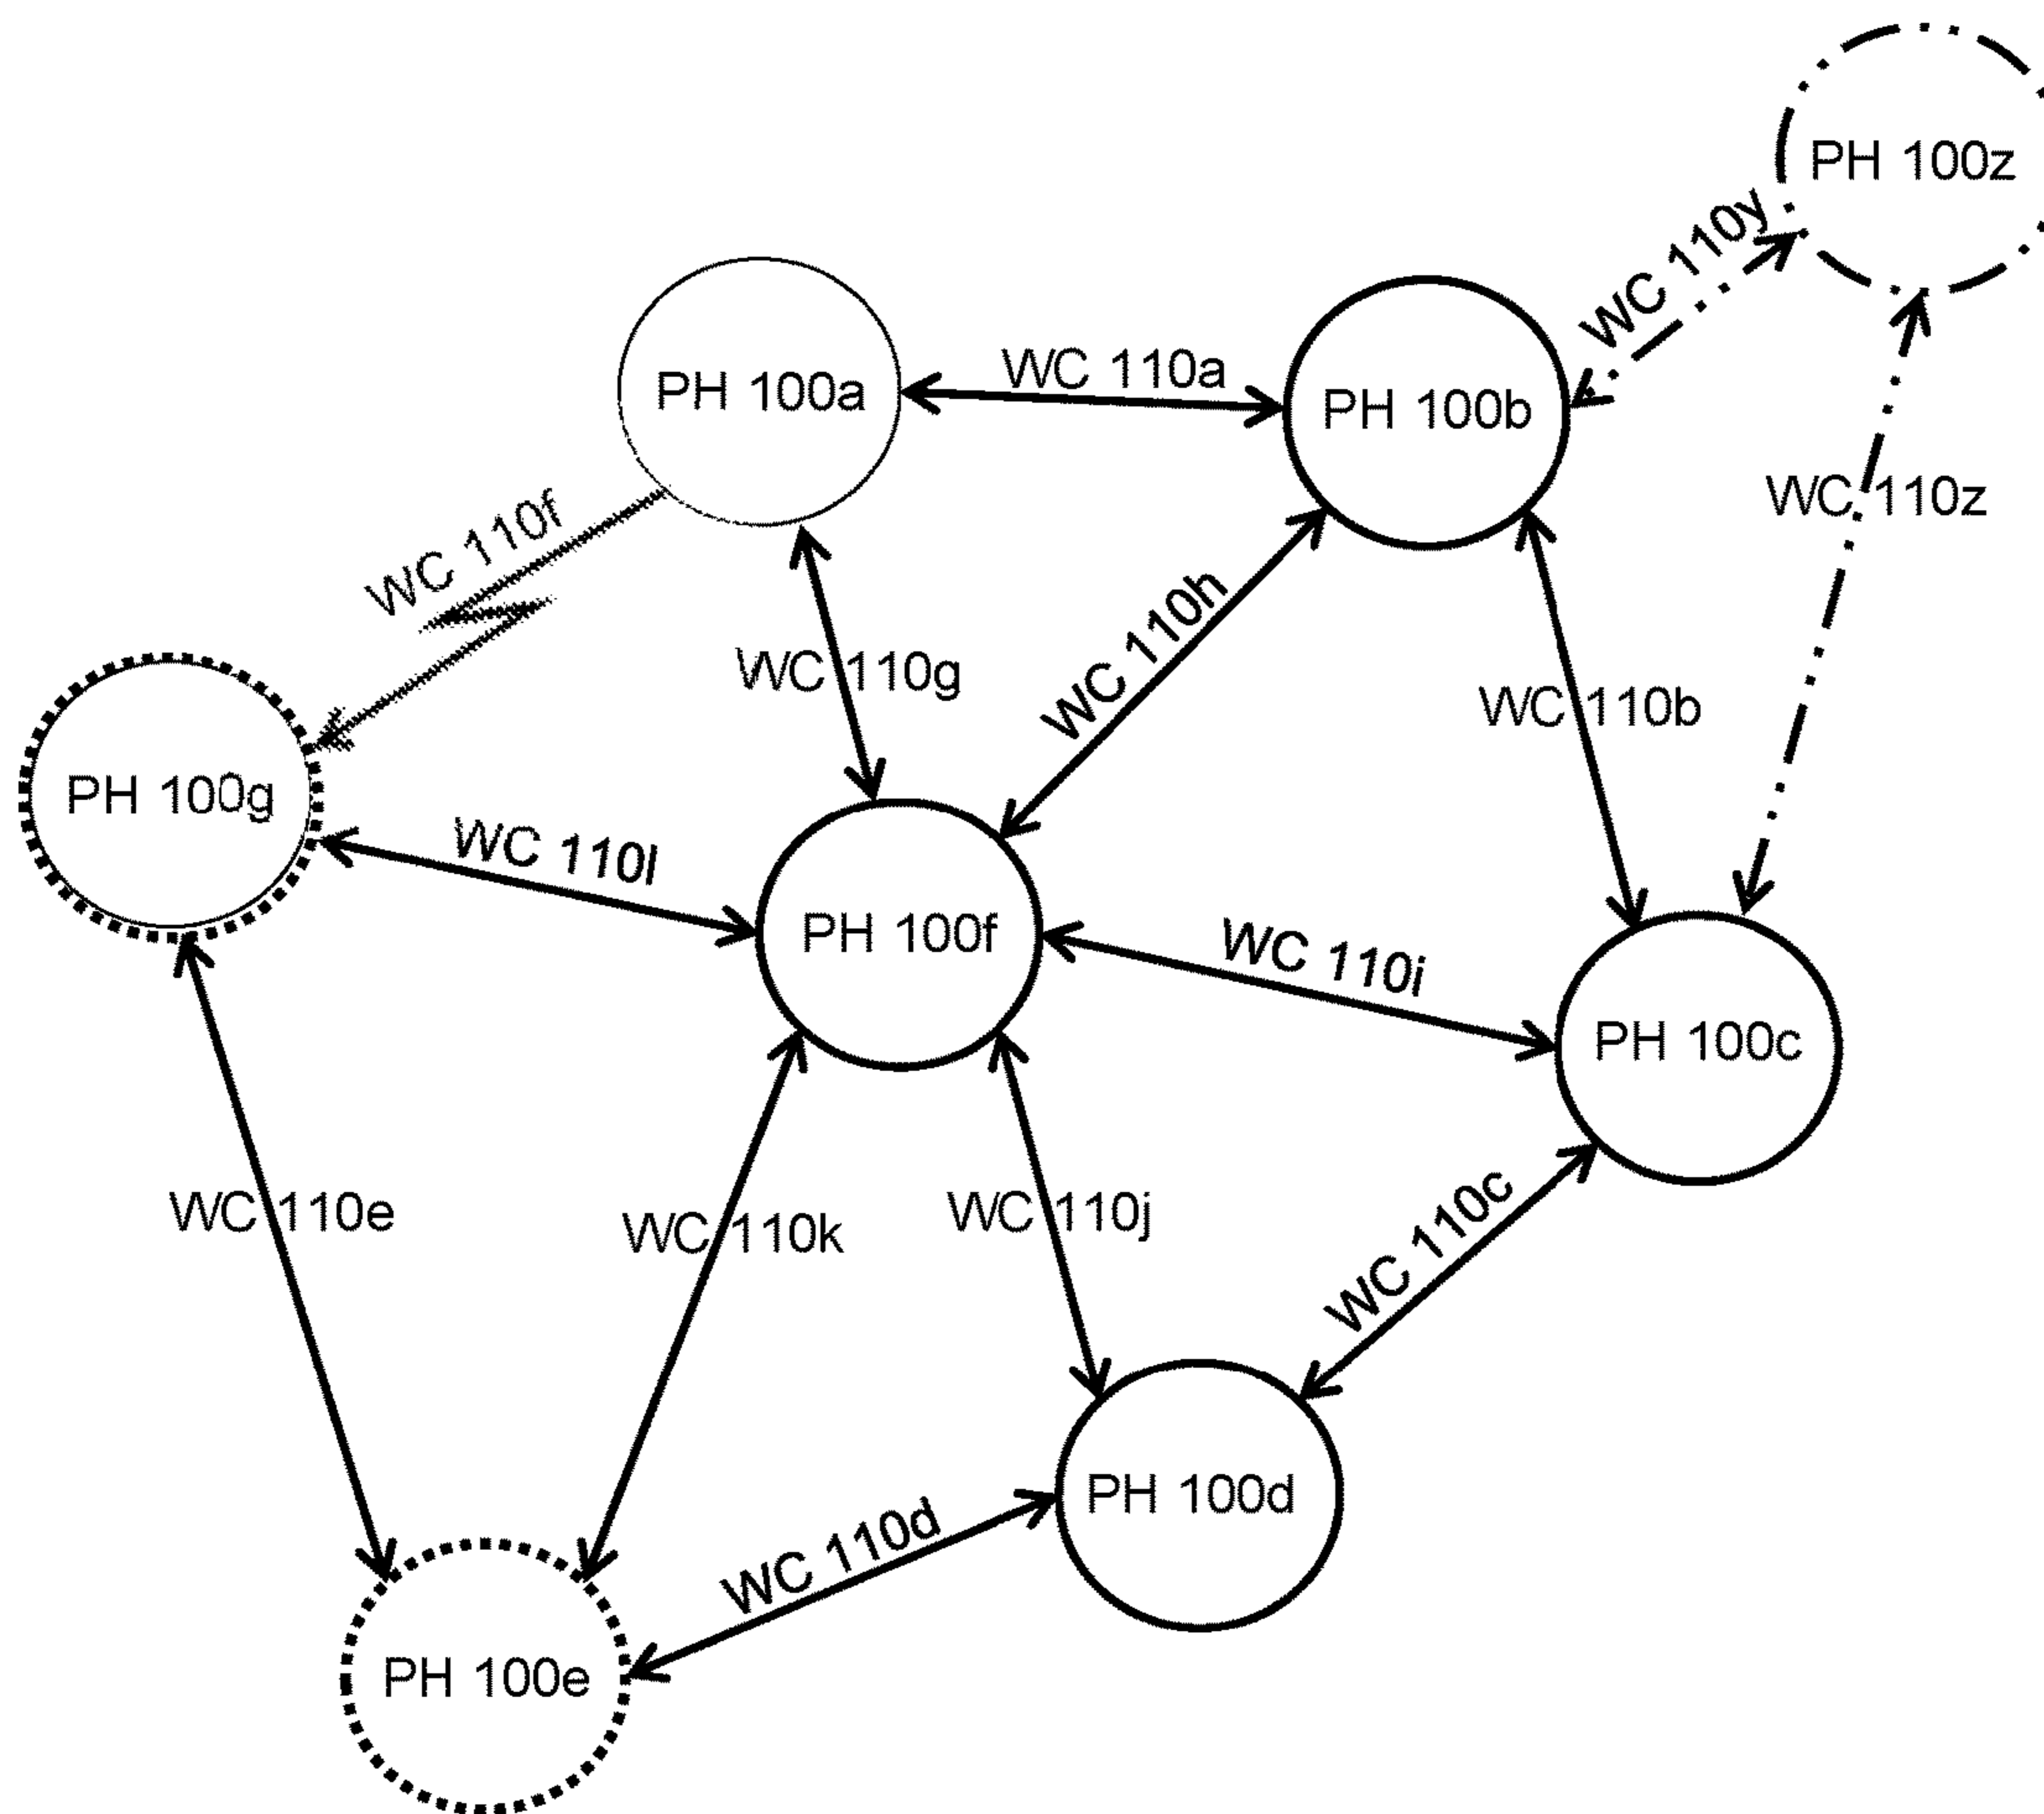 PH 100z
WC 110y
PH 100a
WC 110a
PH 100b
WC 110z
WC 110f
WC 110g
WC 110h
WC 110b
PH 100g
WC 110l
PH 100f
WC 110i
PH 100c
WC 110e
WC 110k
WC 110j
WC 110c
PH 100d
WC 110d
PH 100e